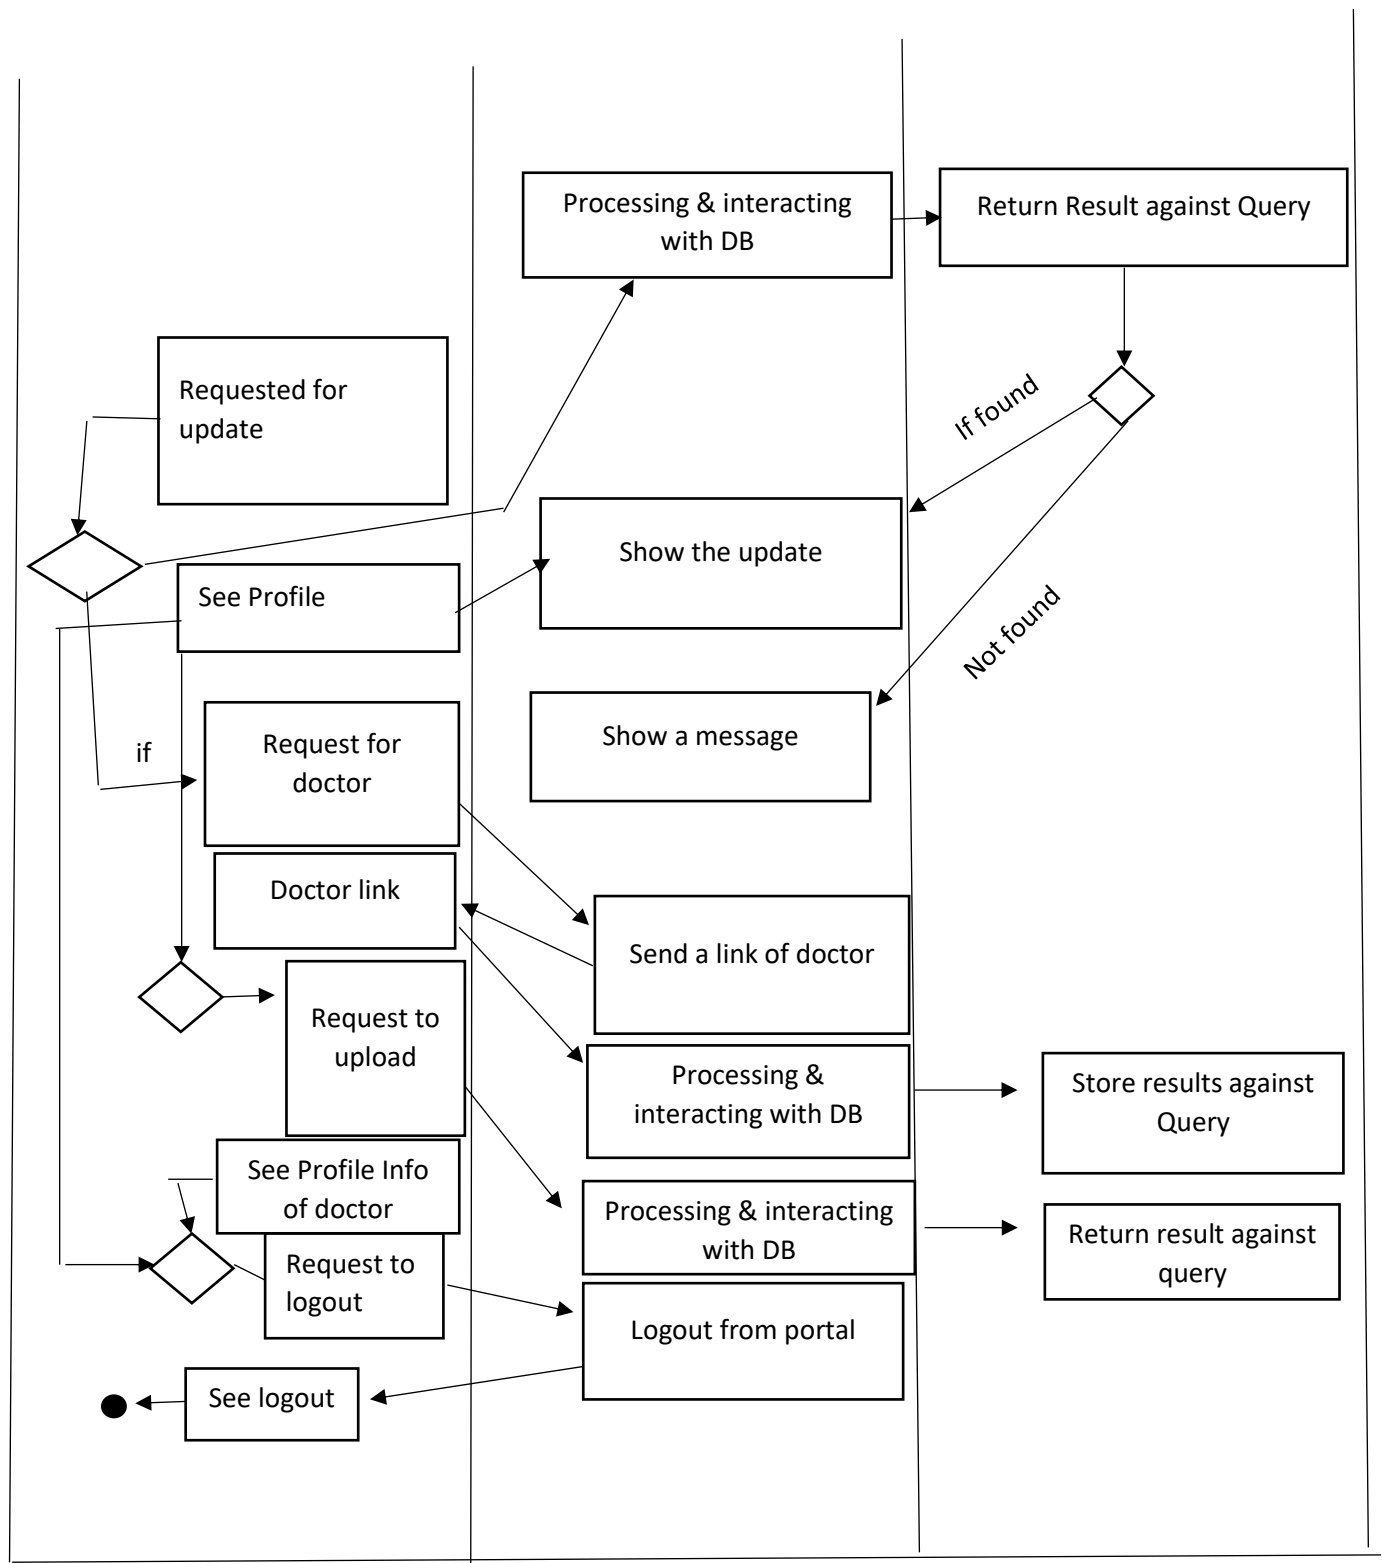 Processing & interacting
with DB
Return Result against Query
Requested for
update
If found
Show the update
See Profile
Not found
Show a message
Request for
doctor
if
Doctor link
Send a link of doctor
Request to
upload
Processing &
interacting with DB
Store results against
Query
See Profile Info
of doctor
Processing & interacting
with DB
Return result against
query
Request to
logout
Logout from portal
See logout